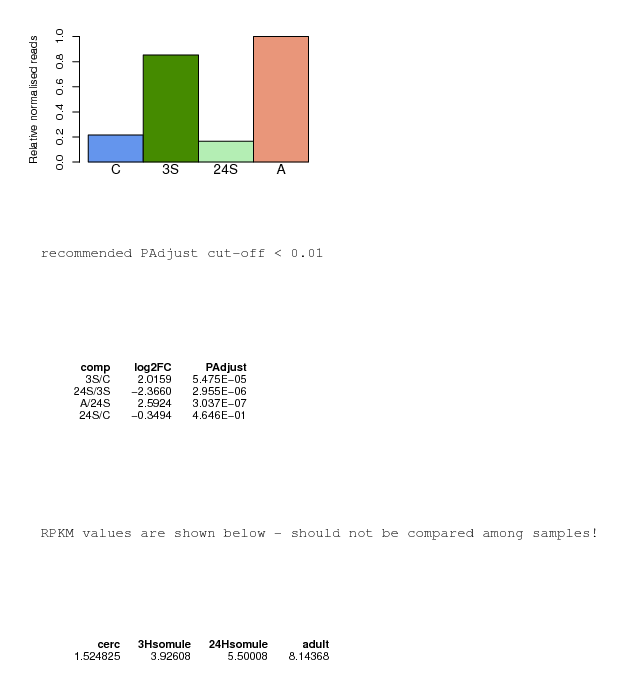 Relative normalised reads
1.0
0.8
0.6
0.4
0.2
0.0
C 3S 24S A
recommended PAdjust cut-off < 0.01
comp log2FC PAdjust
3S/C 2.0159 5.475E-05
24S/3S -2.3660 2.955E-06
A/24S 2.5924 3.037E-07
24S/C -0.3494 4.646E-01
RPKM values are shown below - should not be compared among samples!
cerc 3Hsomule 24Hsomule adult
1.524825 3.92608 5.50008 8.14368